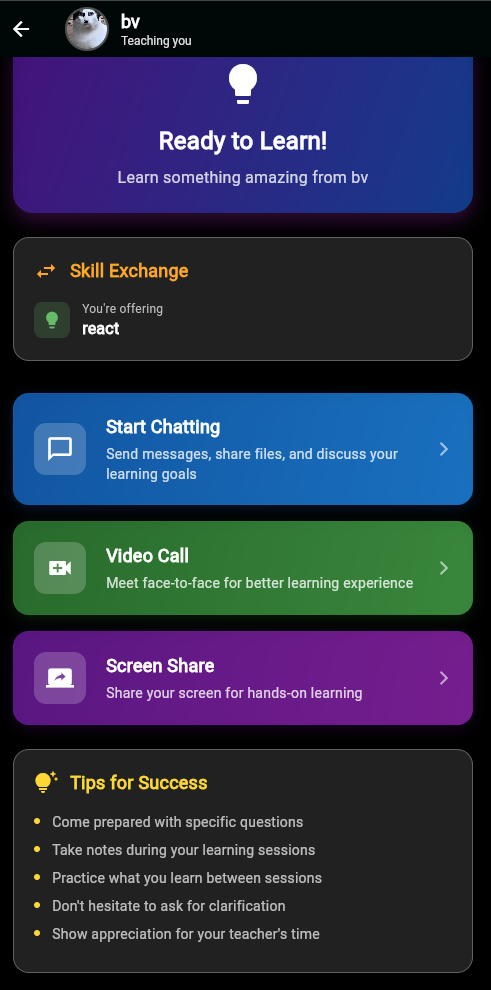 bv
Teaching you
Ready to Learn!
Learn something amazing from bv
Skill Exchange
You're offering
react
Start Chatting
Send messages, share files, and discuss your
learning goals
Video Call
Meet face-to-face for better learning experience
Screen Share
Share your screen for hands-on learning
Tips for Success
Come prepared with specific questions
Take notes during your learning sessions
Practice what you learn between sessions
Don't hesitate to ask for clarification
Show appreciation for your teacher's time